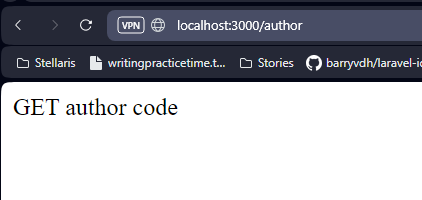 VPN localhost:3000/author
Stellaris writingpracticetime.t... Stories barryvdh/laravel-i
GET author code